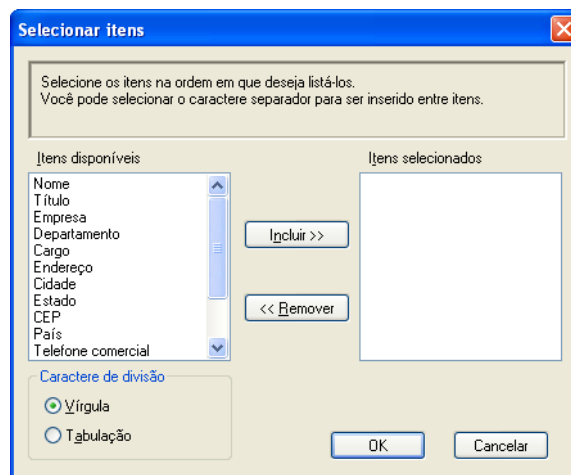 Selecionar itens
Selecione os itens na ordem em que deseja listá-los.
Você pode selecionar o caractere separador para ser inserido entre itens.
Itens disponíveis
Itens selecionados
Nome
Título
Empresa
Departamento
Cargo
Endereço
Cidade
Estado
CEP
País
Telefone comercial
Incluir >>
<< Remover
Caractere de divisão
Vírgula
Tabulação
OK
Cancelar